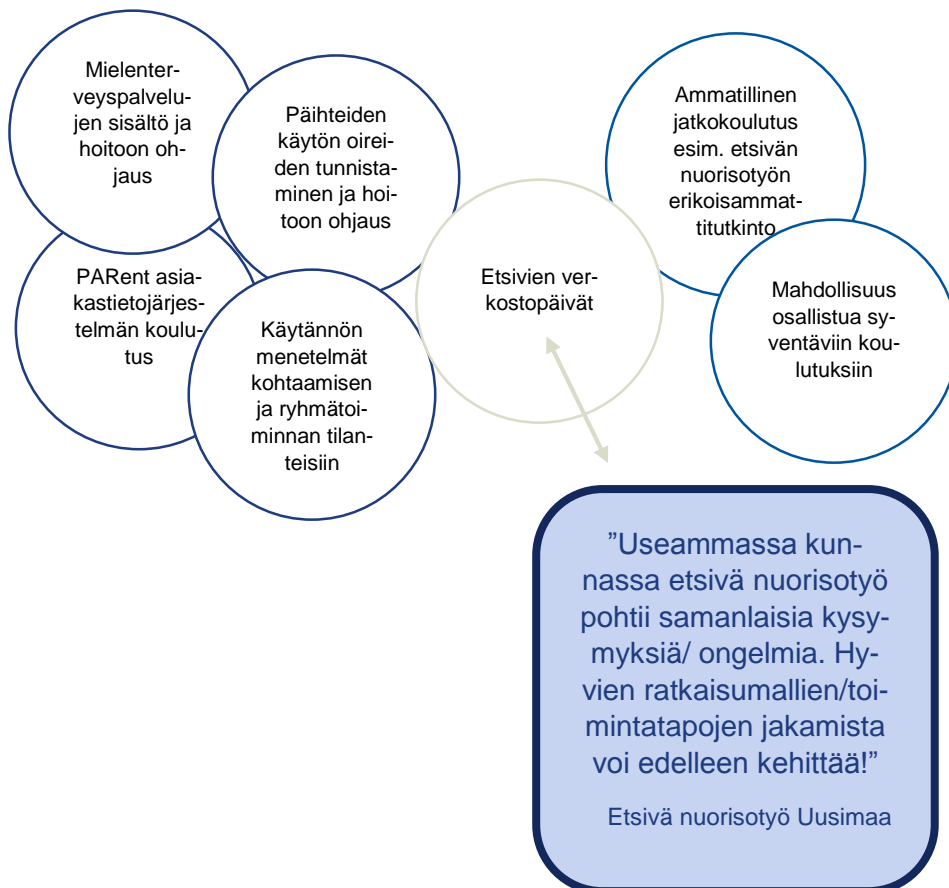 Mielenter-
veyspalvelu-
jen sisältö ja
hoitoon oh-
jaus
Päihteiden
käytön oirei-
den tunnista-
minen ja hoi-
toon ohjaus
PARent asia-
kastietojärjes-
telmän koulu-
tus
Käytännön
menetelmät
kohtaamisen
ja ryhmätoi-
minnan tilan-
teisiin
Etsivien ver-
kostopäivät
Ammatillinen
jatkokoulutus
esim. etsivän
nuorisotyön
erikoisammat-
titutkinto
Mahdollisuus
osallistua sy-
ventäviin kou-
lutuksiin
”Useammassa kun-
nassa etsivä nuorisotyö
pohtii samanlaisia kysy-
myksiä/ ongelmia. Hy-
vien ratkaisumallien/toi-
mintatapojen jakamista
voi edelleen kehittää!”
Etsivä nuorisotyö Uusimaa